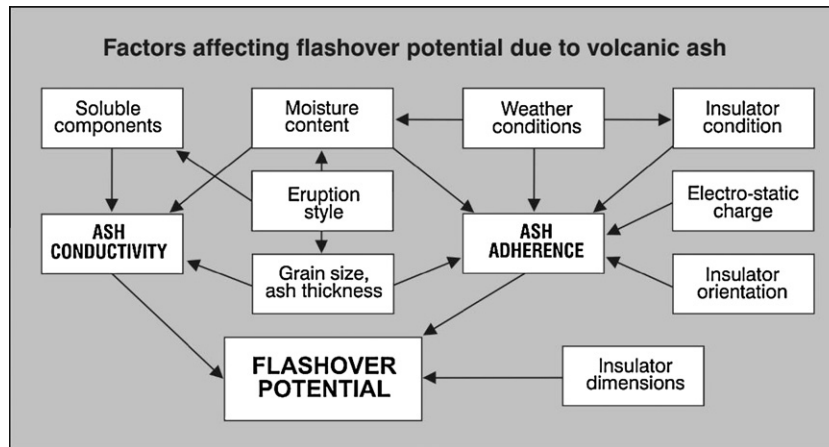 Factors affecting flashover potential due to volcanic ash
Soluble
components
Moisture
content
Weather
conditions
Insulator
condition
Eruption
style
Electro-static
charge
ASH
CONDUCTIVITY
ASH
ADHERENCE
Grain size,
ash thickness
Insulator
orientation
FLASHOVER
POTENTIAL
Insulator
dimensions